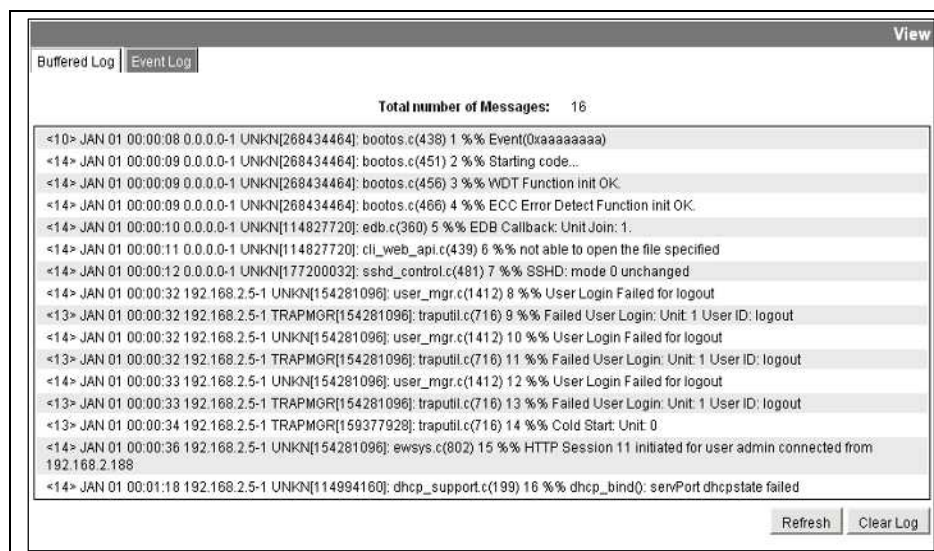 View
Buffered Log Event Log
Total number of Messages: 16
<10> JAN 01 00:00:08 0.0.0.0-1 UNKN[268434464]: bootos.c(438) 1 %% Event(0xaaaaaaaa)
<14> JAN 01 00:00:09 0.0.0.0-1 UNKN[268434464]: bootos.c(451) 2 %% Starting code...
<14> JAN 01 00:00:09 0.0.0.0-1 UNKN[268434464]: bootos.c(456) 3 %% WDT Function init OK.
<14> JAN 01 00:00:09 0.0.0.0-1 UNKN[268434464]: bootos.c(466) 4 %% ECC Error Detect Function init OK.
<14> JAN 01 00:00:10 0.0.0.0-1 UNKN[114827720]: edb.c(360) 5 %% EDB Callback: Unit Join: 1.
<14> JAN 01 00:00:11 0.0.0.0-1 UNKN[114827720]: cli_web_api.c(439) 6 %% not able to open the file specified
<14> JAN 01 00:00:12 0.0.0.0-1 UNKN[177200032]: sshd_control.c(481) 7 %% SSHD: mode 0 unchanged
<14> JAN 01 00:00:32 192.168.2.5-1 UNKN[154281096]: user_mgr.c(1412) 8 %% User Login Failed for logout
<13> JAN 01 00:00:32 192.168.2.5-1 TRAPMGR[154281096]: traputil.c(716) 9 %% Failed User Login: Unit: 1 User ID: logout
<14> JAN 01 00:00:32 192.168.2.5-1 UNKN[154281096]: user_mgr.c(1412) 10 %% User Login Failed for logout
<13> JAN 01 00:00:32 192.168.2.5-1 TRAPMGR[154281096]: traputil.c(716) 11 %% Failed User Login: Unit: 1 User ID: logout
<14> JAN 01 00:00:33 192.168.2.5-1 UNKN[154281096]: user_mgr.c(1412) 12 %% User Login Failed for logout
<13> JAN 01 00:00:33 192.168.2.5-1 TRAPMGR[154281096]: traputil.c(716) 13 %% Failed User Login: Unit: 1 User ID: logout
<13> JAN 01 00:00:34 192.168.2.5-1 TRAPMGR[159377928]: traputil.c(716) 14 %% Cold Start: Unit: 0
<14> JAN 01 00:00:36 192.168.2.5-1 UNKN[154281096]: ewsys.c(802) 15 %% HTTP Session 11 initiated for user admin connected from
192.168.2.188
<14> JAN 01 00:01:18 192.168.2.5-1 UNKN[114994160]: dhcp_support.c(199) 16 %% dhcp_bind(): servPort dhcpstate failed
Refresh Clear Log